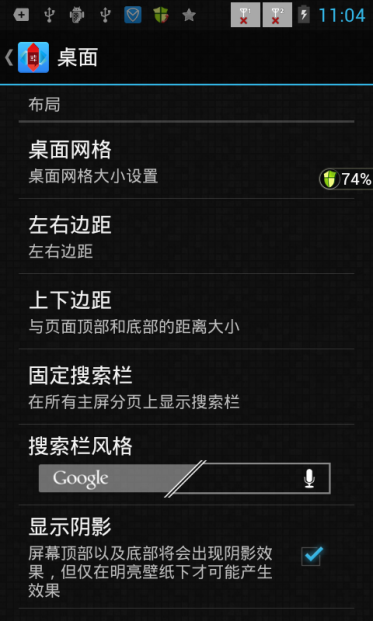 11:04
桌面
布局
桌面网格
桌面网格大小设置
74%
左右边距
左右边距
上下边距
与页面顶部和底部的距离大小
固定搜索栏
在所有主屏分页上显示搜索栏
搜索栏风格
Google
显示阴影
屏幕顶部以及底部将会出现阴影效
果，但仅在明亮壁纸下才可能产生
效果